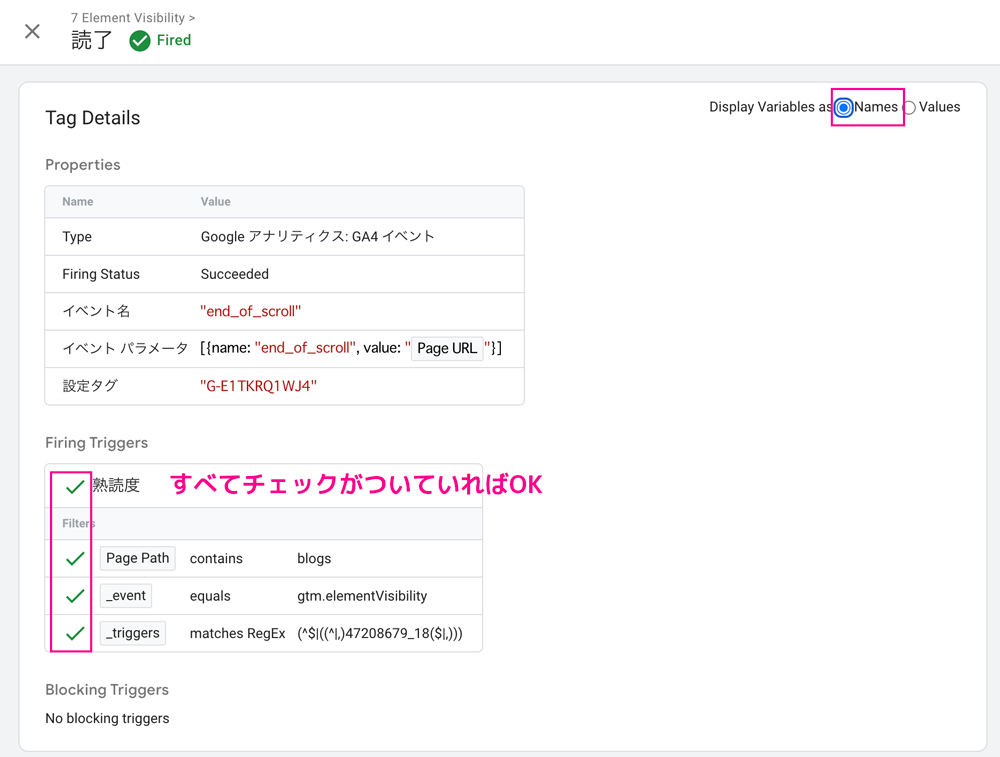 7 Element Visibility >
読了 Fired
Tag Details
Display Variables as Names Values
Properties
Name Value
Type Google アナリティクス: GA4 イベント
Firing Status Succeeded
イベント名 "end_of_scroll"
イベント パラメータ [{name: "end_of_scroll", value: "Page URL"}]
設定タグ "G-E1TKRQ1WJ4"
Firing Triggers
熟読度 すべてチェックがついていればOK
Filters
Page Path contains blogs
_event equals gtm.elementVisibility
_triggers matches RegEx (^$|((^|,)47208679_18($|,)))
Blocking Triggers
No blocking triggers